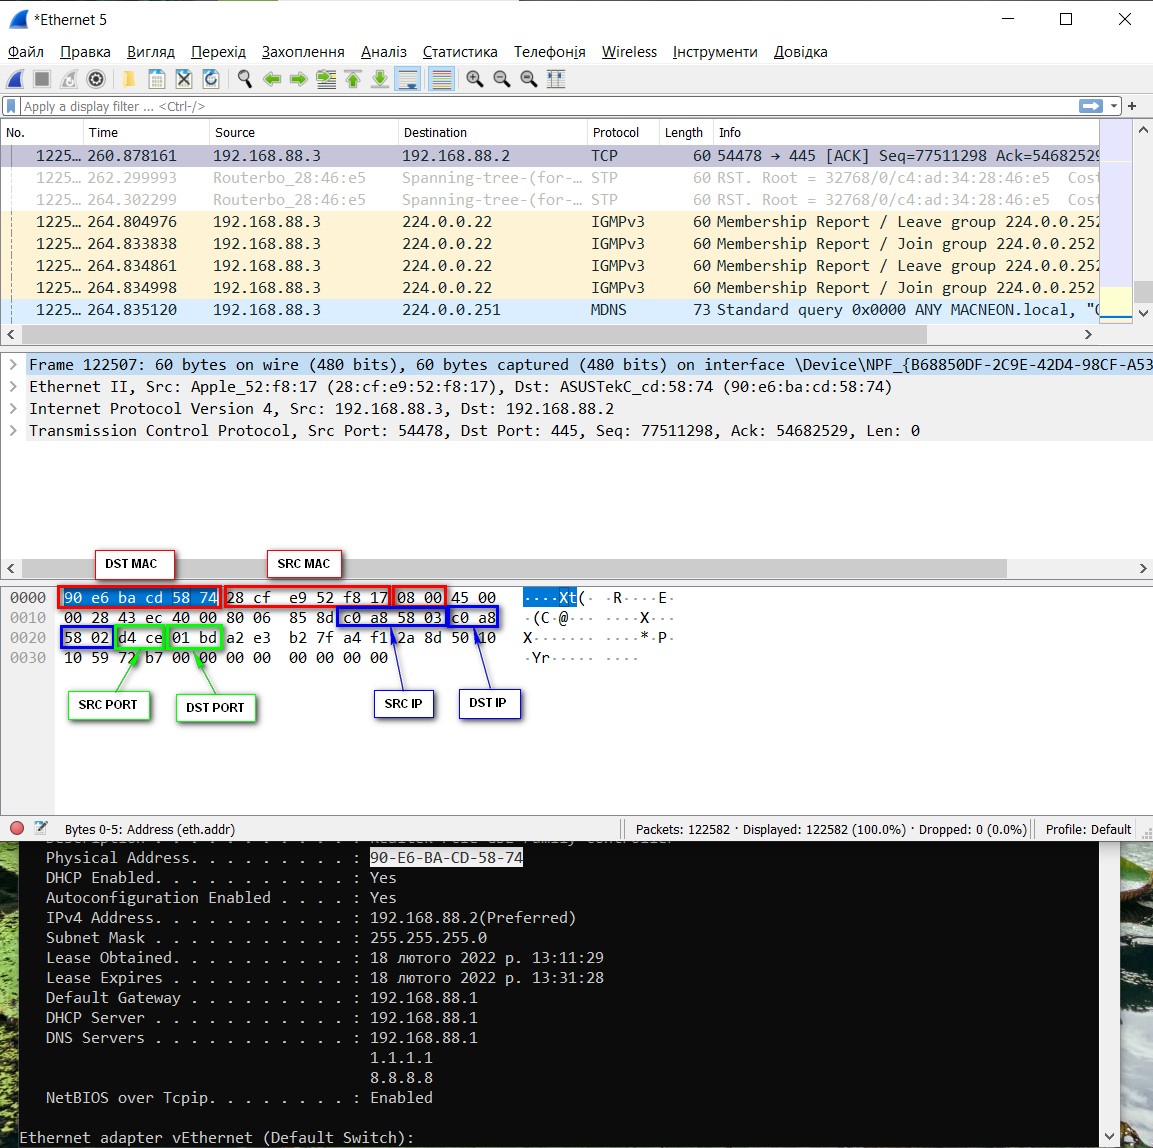 *Ethernet 5
Файл Правка Вигляд Перехід Захоплення Аналіз Статистика Телефонія Wireless Інструменти Довідка
Apply a display filter ... <Ctrl-/>
No. Time Source Destination Protocol Length Info
1225… 260.878161 192.168.88.3 192.168.88.2 TCP 60 54478 → 445 [ACK] Seq=77511298 Ack=54682529
1225… 262.299993 Routerbo_28:46:e5 Spanning-tree-(for-… STP 60 RST. Root = 32768/0/c4:ad:34:28:46:e5 Cost
1225… 264.302299 Routerbo_28:46:e5 Spanning-tree-(for-… STP 60 RST. Root = 32768/0/c4:ad:34:28:46:e5 Cost
1225… 264.804976 192.168.88.3 224.0.0.22 IGMPv3 60 Membership Report / Leave group 224.0.0.252
1225… 264.833838 192.168.88.3 224.0.0.22 IGMPv3 60 Membership Report / Join group 224.0.0.252
1225… 264.834861 192.168.88.3 224.0.0.22 IGMPv3 60 Membership Report / Leave group 224.0.0.252
1225… 264.834998 192.168.88.3 224.0.0.22 IGMPv3 60 Membership Report / Join group 224.0.0.252
1225… 264.835120 192.168.88.3 224.0.0.251 MDNS 73 Standard query 0x0000 ANY MACNEON.local, "Q
Frame 122507: 60 bytes on wire (480 bits), 60 bytes captured (480 bits) on interface \Device\NPF_{B68850DF-2C9E-42D4-98CF-A53
Ethernet II, Src: Apple_52:f8:17 (28:cf:e9:52:f8:17), Dst: ASUSTekC_cd:58:74 (90:e6:ba:cd:58:74)
Internet Protocol Version 4, Src: 192.168.88.3, Dst: 192.168.88.2
Transmission Control Protocol, Src Port: 54478, Dst Port: 445, Seq: 77511298, Ack: 54682529, Len: 0
DST MAC SRC MAC
0000 90 e6 ba cd 58 74 28 cf e9 52 f8 17 08 00 45 00 ····Xt(· ·R····E·
0010 00 28 43 ec 40 00 80 06 85 8d c0 a8 58 03 c0 a8 ·(C·@··· ····X···
0020 58 02 d4 ce 01 bd a2 e3 b2 7f a4 f1 2a 8d 50 10 X······· ····*·P·
0030 10 59 72 b7 00 00 00 00 00 00 00 00 ·Yr····· ····
SRC PORT DST PORT SRC IP DST IP
Bytes 0-5: Address (eth.addr) Packets: 122582 · Displayed: 122582 (100.0%) · Dropped: 0 (0.0%) Profile: Default
Physical Address. . . . . . . . . : 90-E6-BA-CD-58-74
DHCP Enabled. . . . . . . . . . . : Yes
Autoconfiguration Enabled . . . . : Yes
IPv4 Address. . . . . . . . . . . : 192.168.88.2(Preferred)
Subnet Mask . . . . . . . . . . . : 255.255.255.0
Lease Obtained. . . . . . . . . . : 18 лютого 2022 р. 13:11:29
Lease Expires . . . . . . . . . . : 18 лютого 2022 р. 13:31:28
Default Gateway . . . . . . . . . : 192.168.88.1
DHCP Server . . . . . . . . . . . : 192.168.88.1
DNS Servers . . . . . . . . . . . : 192.168.88.1
1.1.1.1
8.8.8.8
NetBIOS over Tcpip. . . . . . . . : Enabled
Ethernet adapter vEthernet (Default Switch):